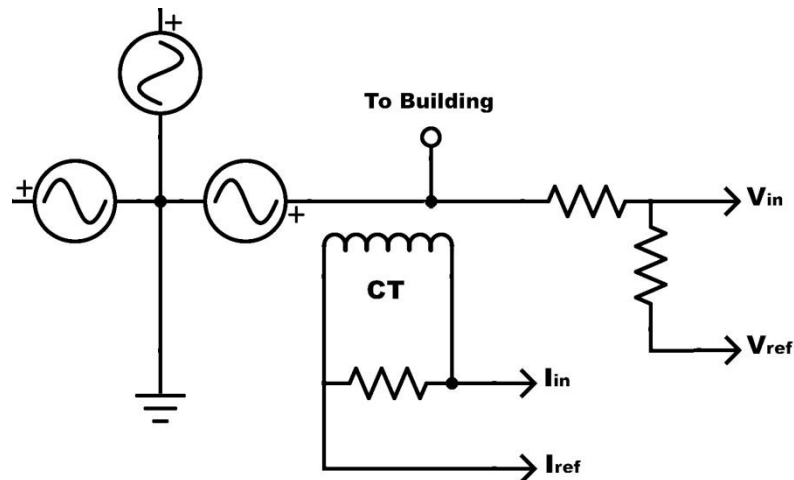 +
To Building
+
+
Vin
CT
Vref
Iin
Iref